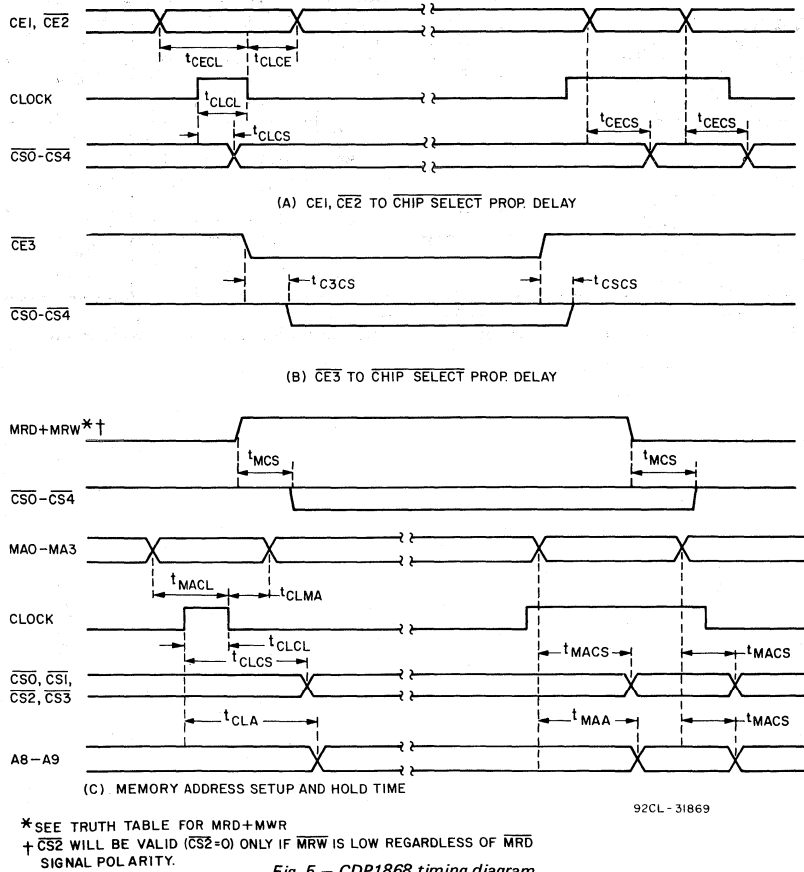 CE1, CE2
tCECL
tCLCE
CLOCK
tCLCL
tCLCS
tCECS
tCECS
CS0-CS4
(A) CE1, CE2 TO CHIP SELECT PROP. DELAY
CE3
tC3CS
tCSCS
CS0-CS4
(B) CE3 TO CHIP SELECT PROP. DELAY
MRD+MRW*†
tMCS
tMCS
CS0-CS4
MA0-MA3
tMACL
tCLMA
CLOCK
tCLCL
tCLCS
tMACS
tMACS
CS0, CS1,
CS2, CS3
tCLA
tMAA
tMACS
A8-A9
(C) MEMORY ADDRESS SETUP AND HOLD TIME
92CL-31869
*SEE TRUTH TABLE FOR MRD+MWR
† CS2 WILL BE VALID (CS2=0) ONLY IF MRW IS LOW REGARDLESS OF MRD
SIGNAL POLARITY.
Fig. 5 – CDP1868 timing diagram